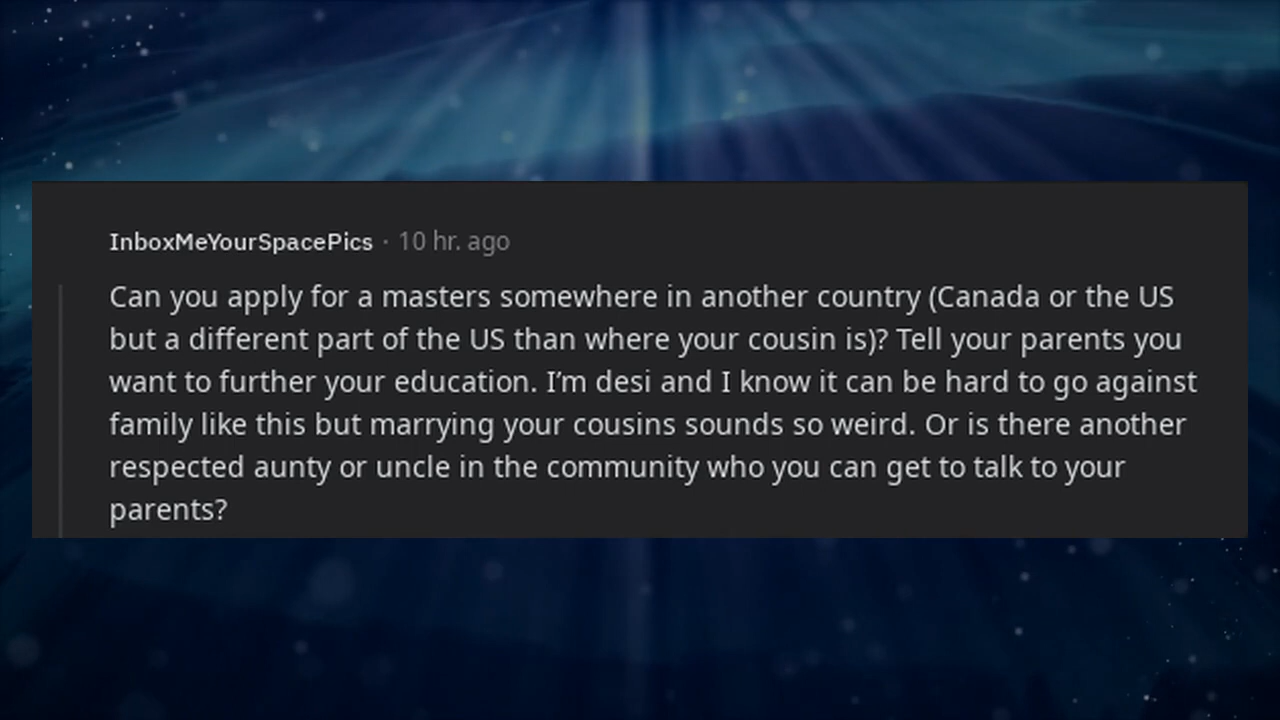 InboxMeYourSpacePics · 10 hr. ago
Can you apply for a masters somewhere in another country (Canada or the US
but a different part of the US than where your cousin is)? Tell your parents you
want to further your education. I’m desi and I know it can be hard to go against
family like this but marrying your cousins sounds so weird. Or is there another
respected aunty or uncle in the community who you can get to talk to your
parents?